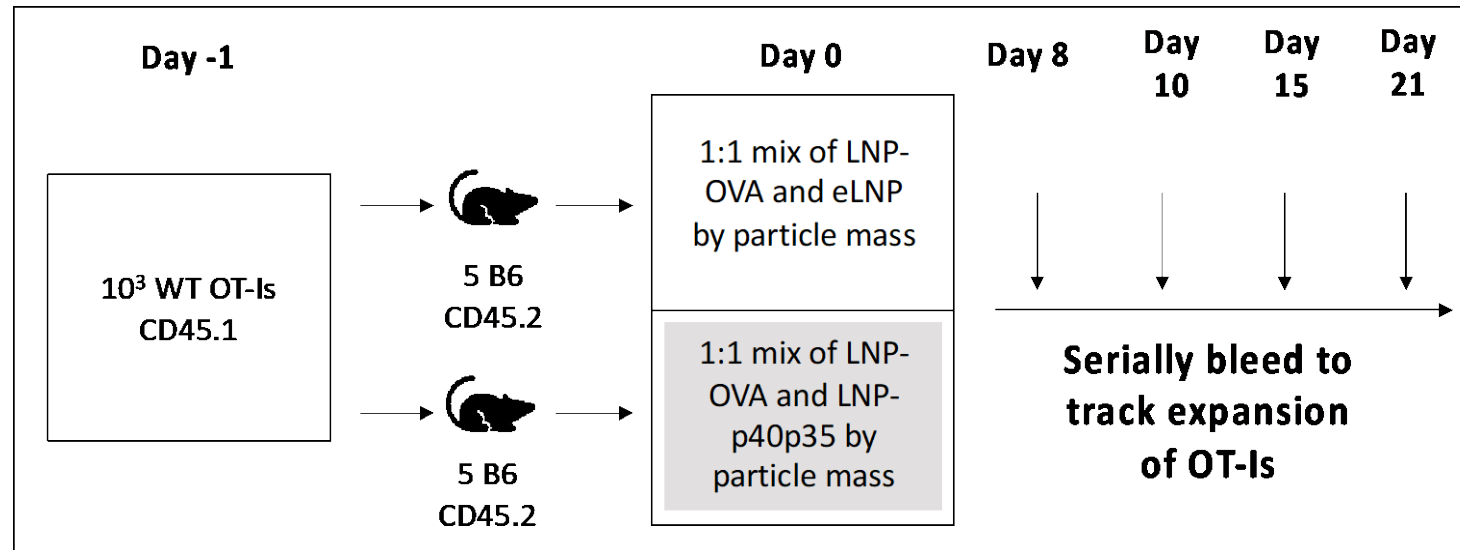 Day -1
Day 0
Day 8
Day
10
Day
15
Day
21
10³ WT OT-Is
CD45.1
5 B6
CD45.2
5 B6
CD45.2
1:1 mix of LNP-
OVA and eLNP
by particle mass
1:1 mix of LNP-
OVA and LNP-
p40p35 by
particle mass
Serially bleed to
track expansion
of OT-Is